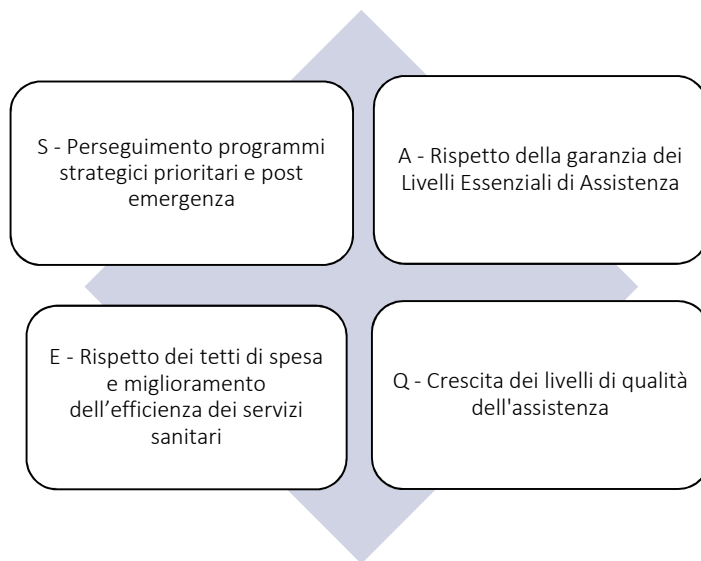 S - Perseguimento programmi
strategici prioritari e post
emergenza
A - Rispetto della garanzia dei
Livelli Essenziali di Assistenza
E - Rispetto dei tetti di spesa
e miglioramento
dell’efficienza dei servizi
sanitari
Q - Crescita dei livelli di qualità
dell'assistenza